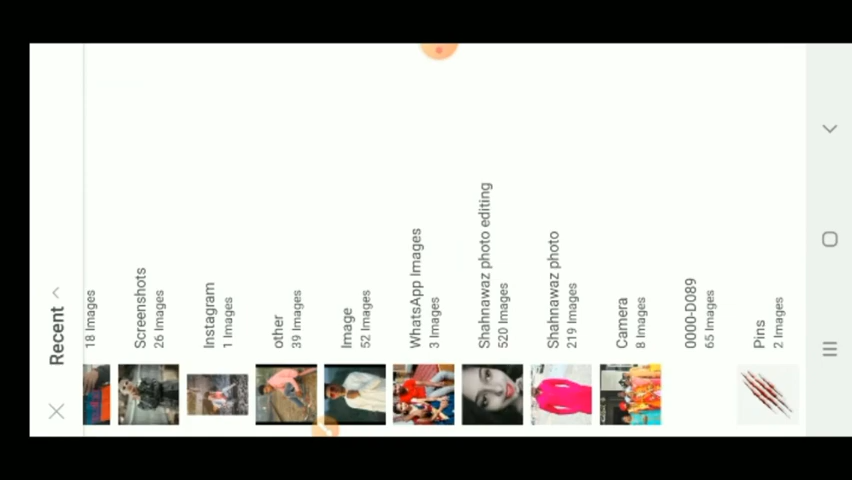 Recent
18 Images
Screenshots
26 Images
Instagram
1 Images
other
39 Images
Image
52 Images
WhatsApp Images
3 Images
Shahnawaz photo editing
520 Images
Shahnawaz photo
219 Images
Camera
8 Images
0000-D089
65 Images
Pins
2 Images